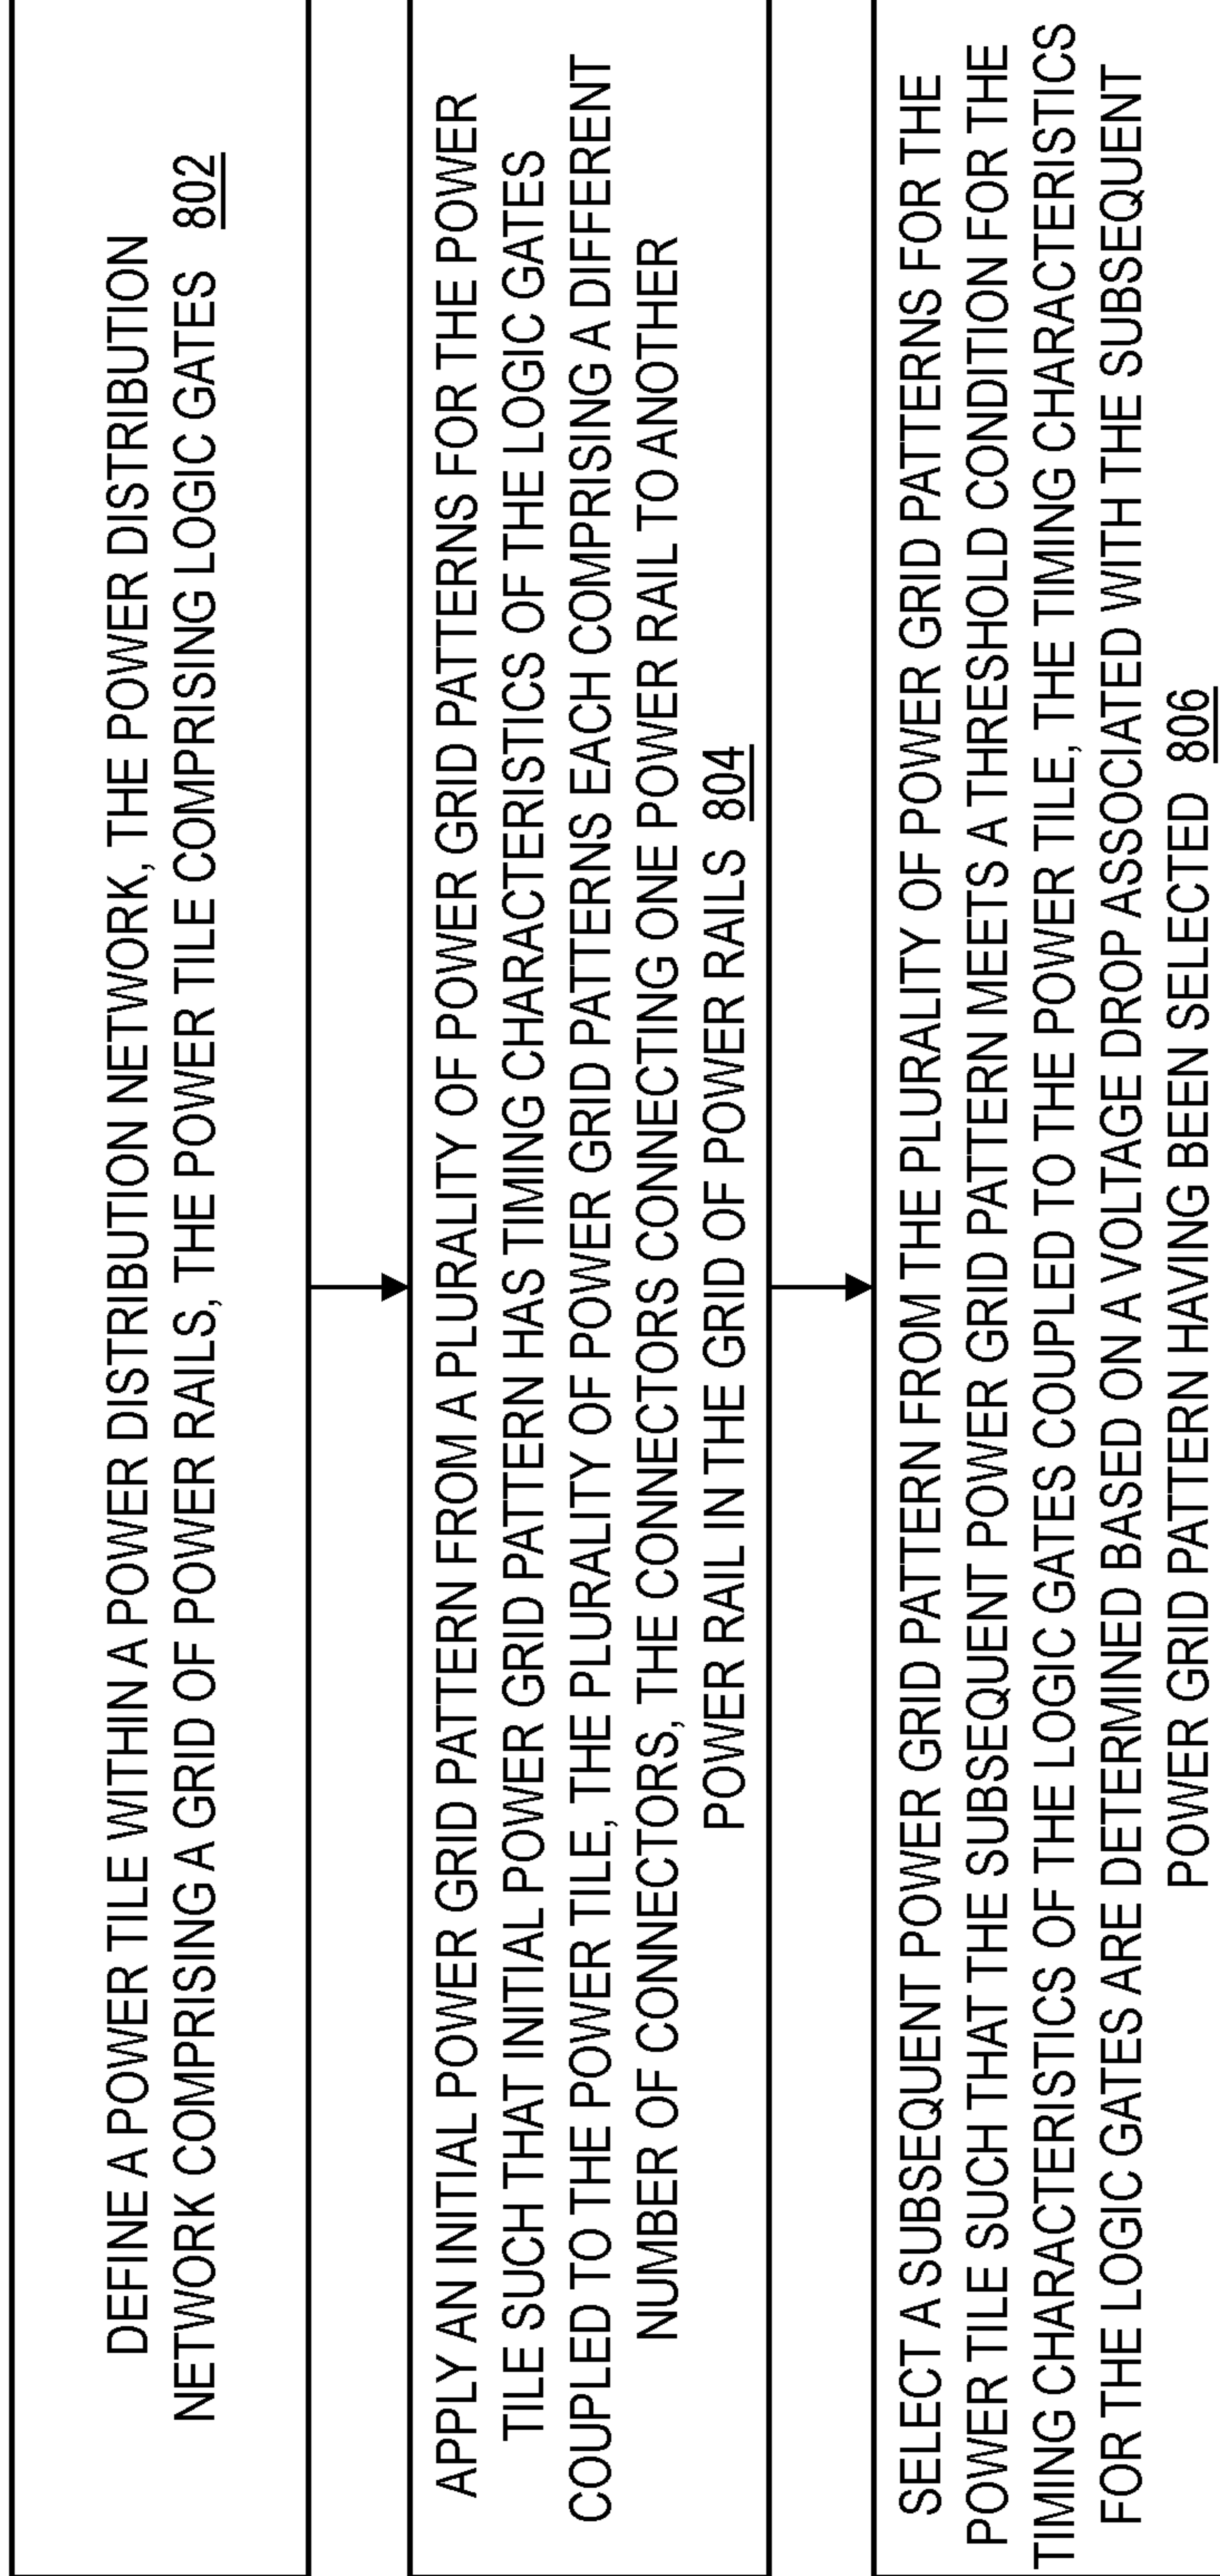 DEFINE A POWER TILE WITHIN A POWER DISTRIBUTION NETWORK, THE POWER DISTRIBUTION
NETWORK COMPRISING A GRID OF POWER RAILS, THE POWER TILE COMPRISING LOGIC GATES 802
APPLY AN INITIAL POWER GRID PATTERN FROM A PLURALITY OF POWER GRID PATTERNS FOR THE POWER
TILE SUCH THAT INITIAL POWER GRID PATTERN HAS TIMING CHARACTERISTICS OF THE LOGIC GATES
COUPLED TO THE POWER TILE, THE PLURALITY OF POWER GRID PATTERNS EACH COMPRISING A DIFFERENT
NUMBER OF CONNECTORS, THE CONNECTORS CONNECTING ONE POWER RAIL TO ANOTHER
POWER RAIL IN THE GRID OF POWER RAILS 804
SELECT A SUBSEQUENT POWER GRID PATTERN FROM THE PLURALITY OF POWER GRID PATTERNS FOR THE
POWER TILE SUCH THAT THE SUBSEQUENT POWER GRID PATTERN MEETS A THRESHOLD CONDITION FOR THE
TIMING CHARACTERISTICS OF THE LOGIC GATES COUPLED TO THE POWER TILE, THE TIMING CHARACTERISTICS
FOR THE LOGIC GATES ARE DETERMINED BASED ON A VOLTAGE DROP ASSOCIATED WITH THE SUBSEQUENT
POWER GRID PATTERN HAVING BEEN SELECTED 806